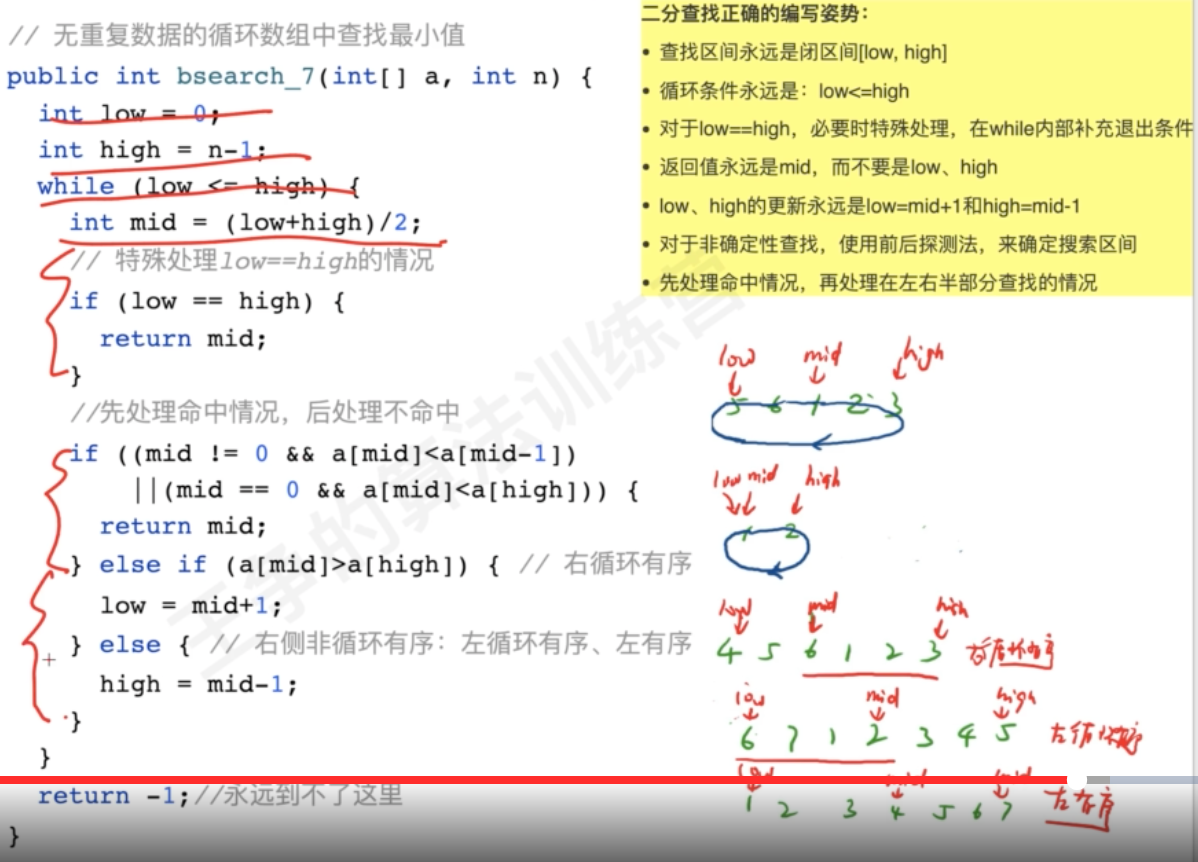 // 无重复数据的循环数组中查找最小值
public int bsearch_7(int[] a, int n) {
int low = 0;
int high = n-1;
while (low <= high) {
int mid = (low+high)/2;
// 特殊处理low==high的情况
if (low == high) {
return mid;
}
//先处理命中情况，后处理不命中
if ((mid != 0 && a[mid]<a[mid-1])
||(mid == 0 && a[mid]<a[high])) {
return mid;
} else if (a[mid]>a[high]) { // 右循环有序
low = mid+1;
} else { // 右侧非循环有序：左循环有序、左有序
high = mid-1;
}
}
return -1;//永远到不了这里
}
二分查找正确的编写姿势：
• 查找区间永远是闭区间[low, high]
• 循环条件永远是：low<=high
• 对于low==high，必要时特殊处理，在while内部补充退出条件
• 返回值永远是mid，而不要是low、high
• low、high的更新永远是low=mid+1和high=mid-1
• 对于非确定性查找，使用前后探测法，来确定搜索区间
• 先处理命中情况，再处理在左右半部分查找的情况
low mid high
5 6 1 2 3
low mid high
1 2
low mid high
4 5 6 1 2 3 右循环有序
low mid high
6 7 1 2 3 4 5 左循环有序
low mid
1 2 3 4 5 6 7 左有序
王争的算法训练营